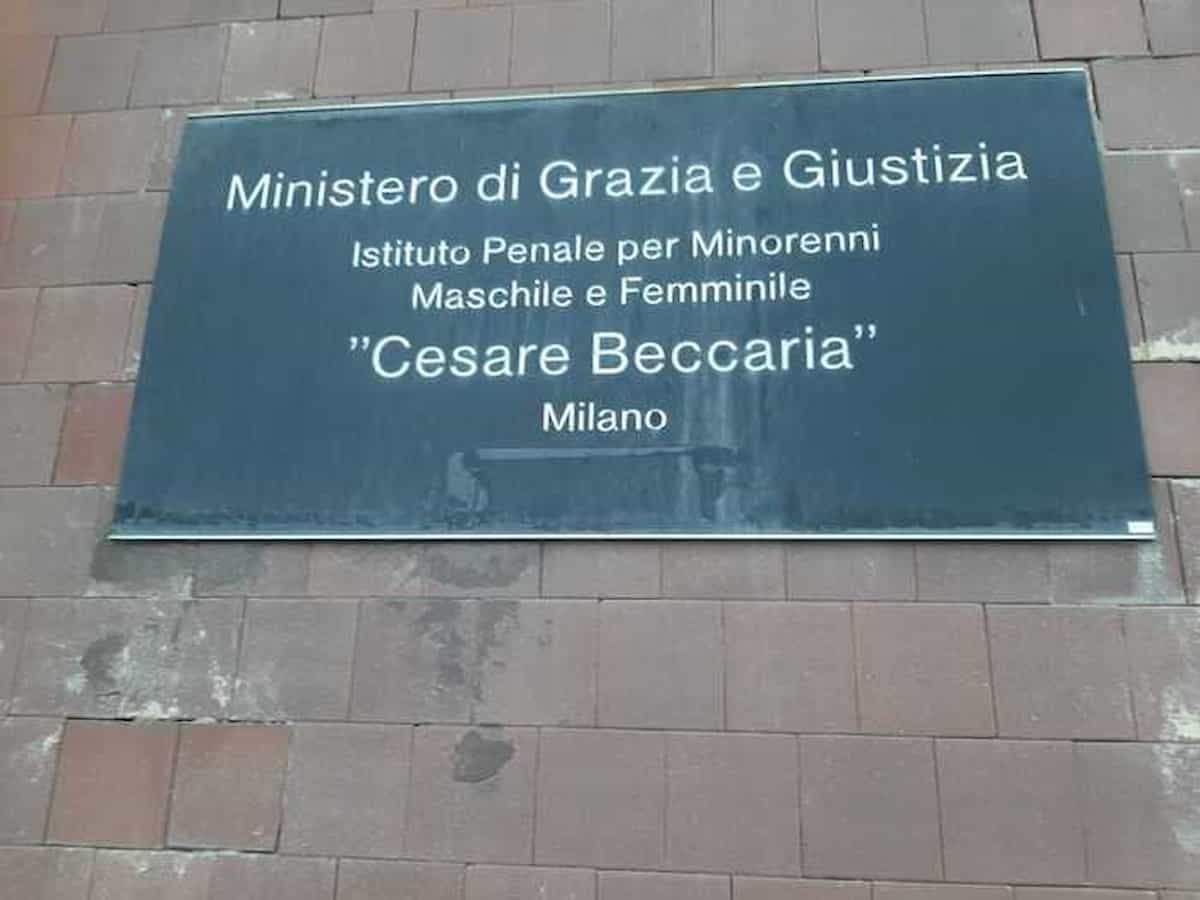 Ministero di Grazia e Giustizia
Istituto Penale per Minorenni
Maschile e Femminile
"Cesare Beccaria"
Milano